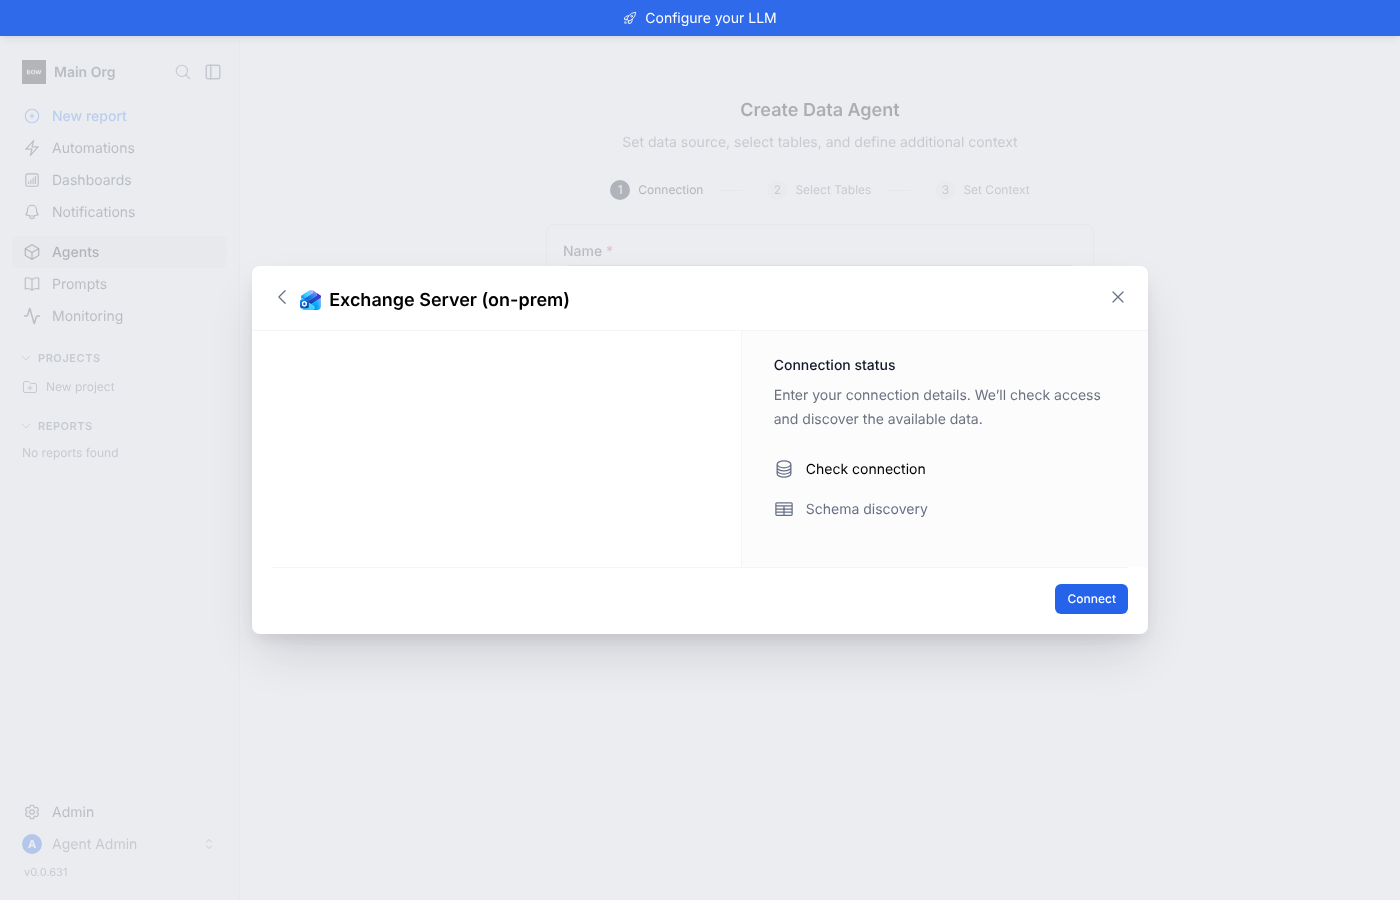 Configure your LLM
BOW
Main Org
New report
Automations
Dashboards
Notifications
Agents
Prompts
Monitoring
PROJECTS
New project
REPORTS
No reports found
Admin
A
Agent Admin
v0.0.631
Create Data Agent
Set data source, select tables, and define additional context
1 Connection
2 Select Tables
3 Set Context
Name *
Exchange Server (on-prem)
Connection status
Enter your connection details. We’ll check access
and discover the available data.
Check connection
Schema discovery
Connect